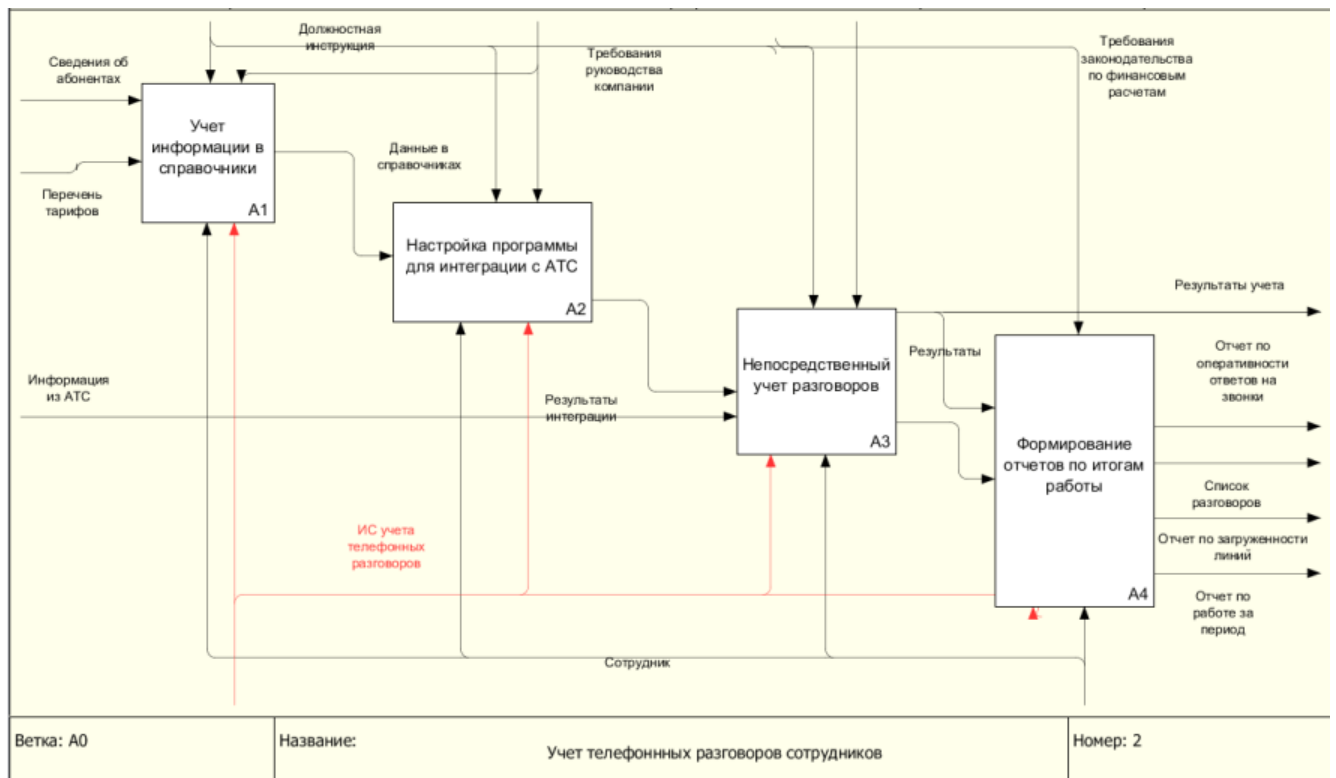 Должностная
инструкция
Требования
руководства
компании
Требования
законодательства
по финансовым
расчетам
Сведения об
абонентах
Учет
информации в
справочники
A1
Перечень
тарифов
Данные в
справочниках
Настройка программы
для интеграции с АТС
A2
Результаты учета
Непосредственный
учет разговоров
A3
Результаты
Отчет по
оперативности
ответов на
звонки
Информация
из АТС
Результаты
интеграции
Формирование
отчетов по итогам
работы
A4
Список
разговоров
Отчет по загруженности
линий
Отчет по
работе за
период
ИС учета
телефонных
разговоров
Сотрудник
Ветка: A0
Название:
Учет телефоннных разговоров сотрудников
Номер: 2